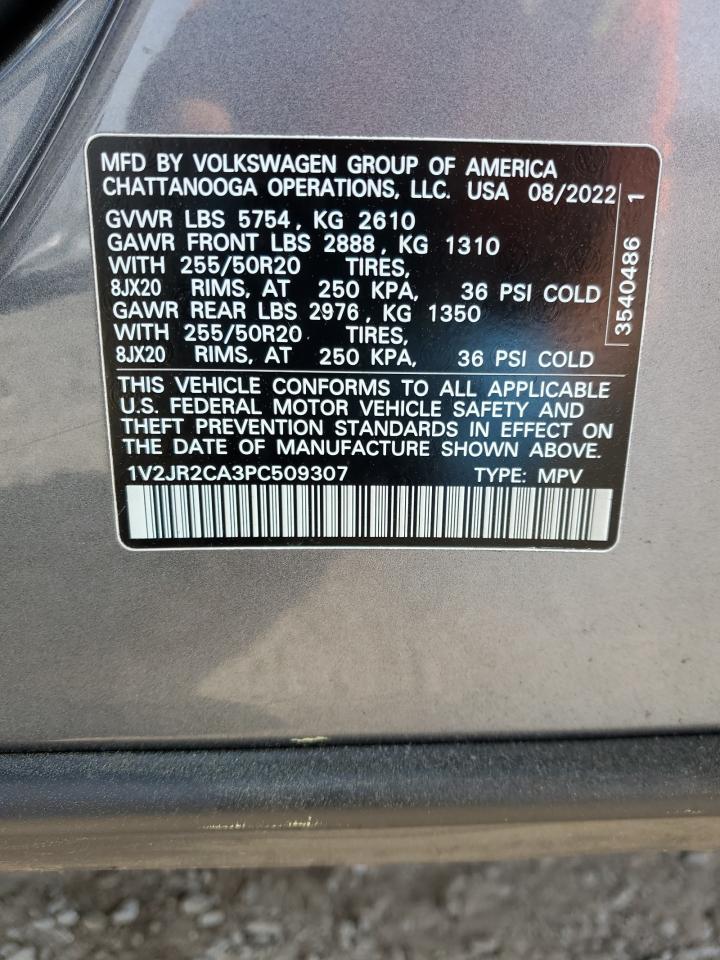 MFD BY VOLKSWAGEN GROUP OF AMERICA
CHATTANOOGA OPERATIONS, LLC. USA 08/2022
GVWR LBS 5754, KG 2610
GAWR FRONT LBS 2888, KG 1310
WITH 255/50R20 TIRES,
8JX20 RIMS, AT 250 KPA, 36 PSI COLD
GAWR REAR LBS 2976, KG 1350
WITH 255/50R20 TIRES,
8JX20 RIMS, AT 250 KPA, 36 PSI COLD
3540486 1
THIS VEHICLE CONFORMS TO ALL APPLICABLE
U.S. FEDERAL MOTOR VEHICLE SAFETY AND
THEFT PREVENTION STANDARDS IN EFFECT ON
THE DATE OF MANUFACTURE SHOWN ABOVE.
1V2JR2CA3PC509307 TYPE: MPV